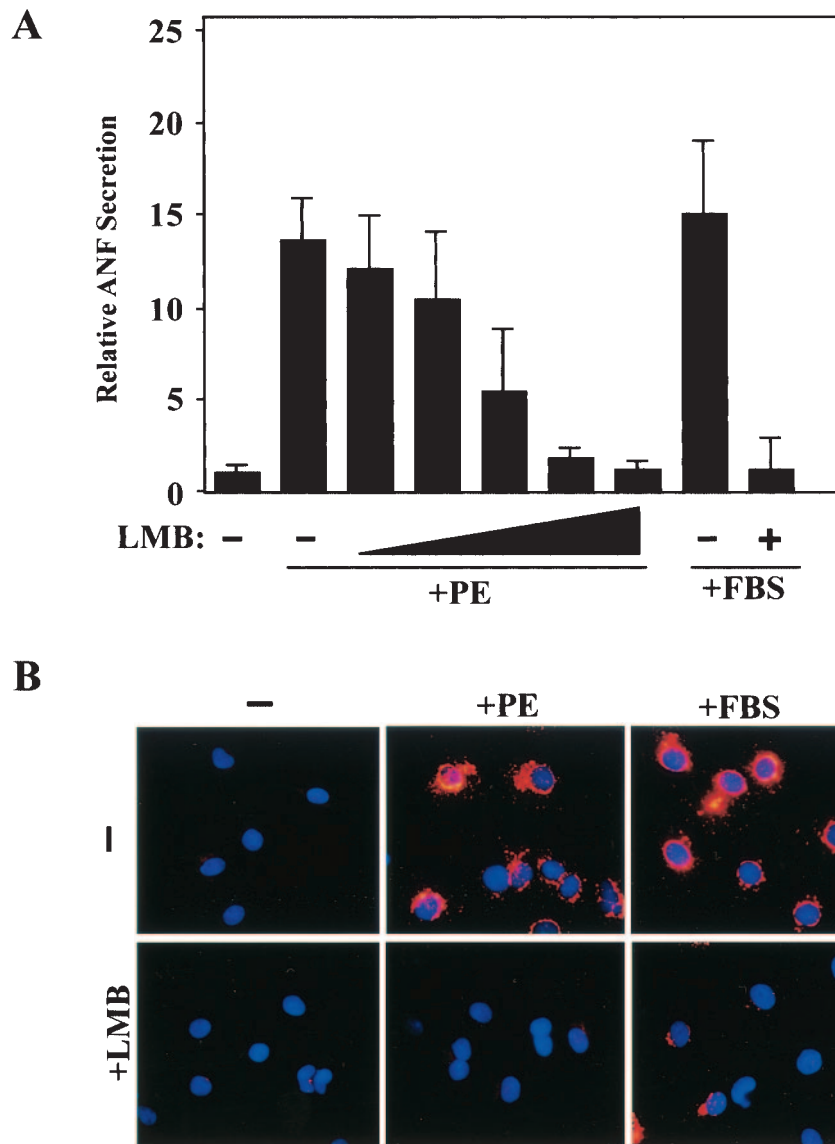 A
25
20
15
10
5
0
Relative ANF Secretion
LMB: − − − +
+PE +FBS
B
− +PE +FBS
−
+LMB